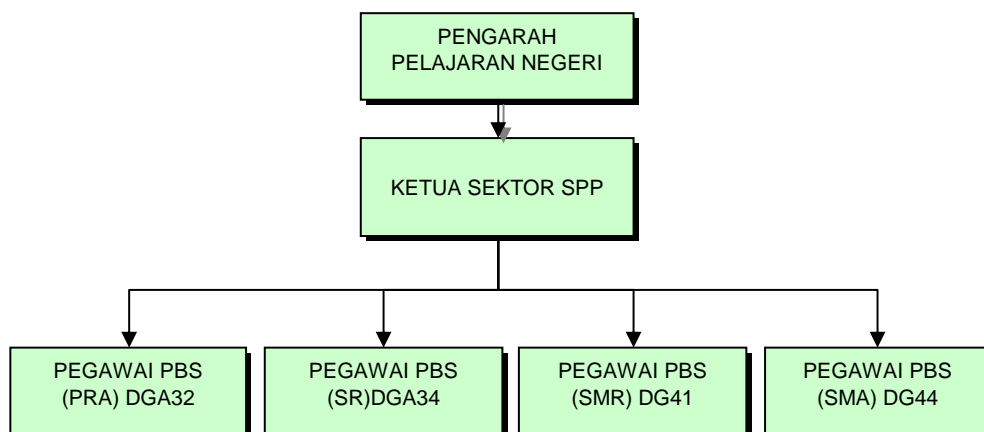 PENGARAH
PELAJARAN NEGERI
KETUA SEKTOR SPP
PEGAWAI PBS
(PRA) DGA32
PEGAWAI PBS
(SR)DGA34
PEGAWAI PBS
(SMR) DG41
PEGAWAI PBS
(SMA) DG44